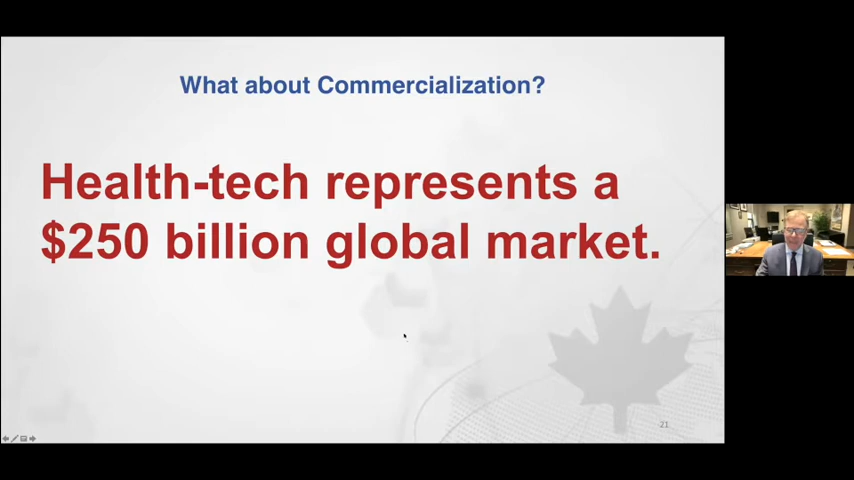 What about Commercialization?
Health-tech represents a
$250 billion global market.
21